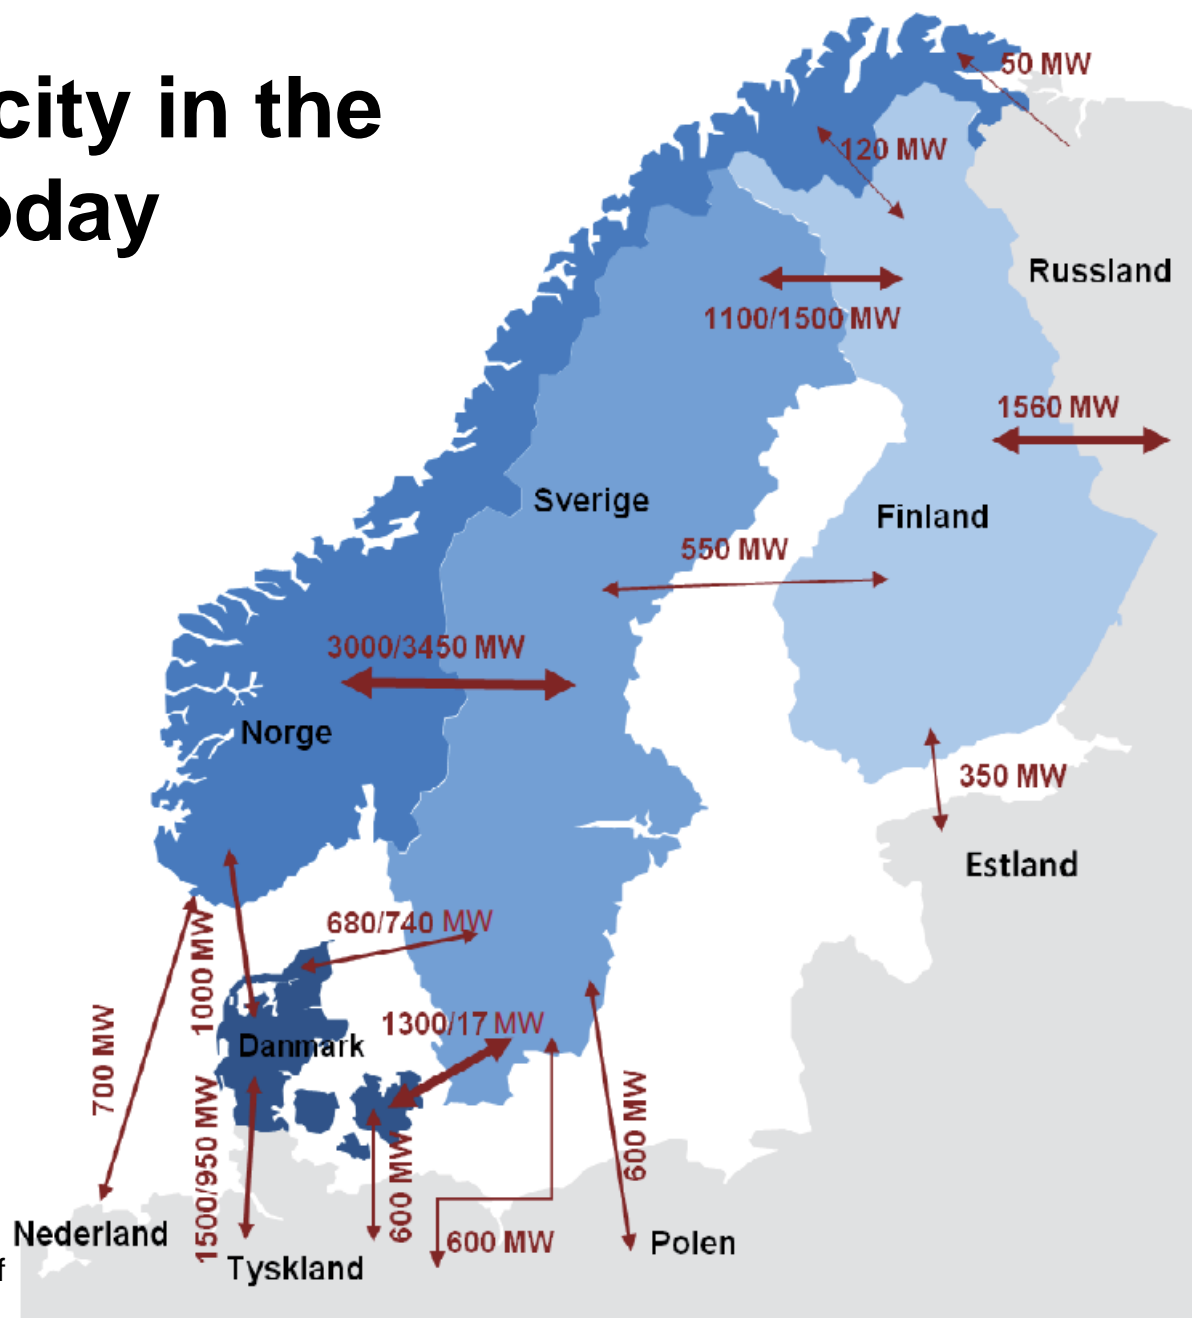 city in the
oday
50 MW
120 MW
Russland
1100/1500 MW
1560 MW
Sverige
Finland
550 MW
3000/3450 MW
Norge
350 MW
Estland
680/740 MW
1000 MW
1300/17 MW
Danmark
700 MW
1500/950 MW
600 MW
600 MW
Nederland
600 MW
Polen
f
Tyskland